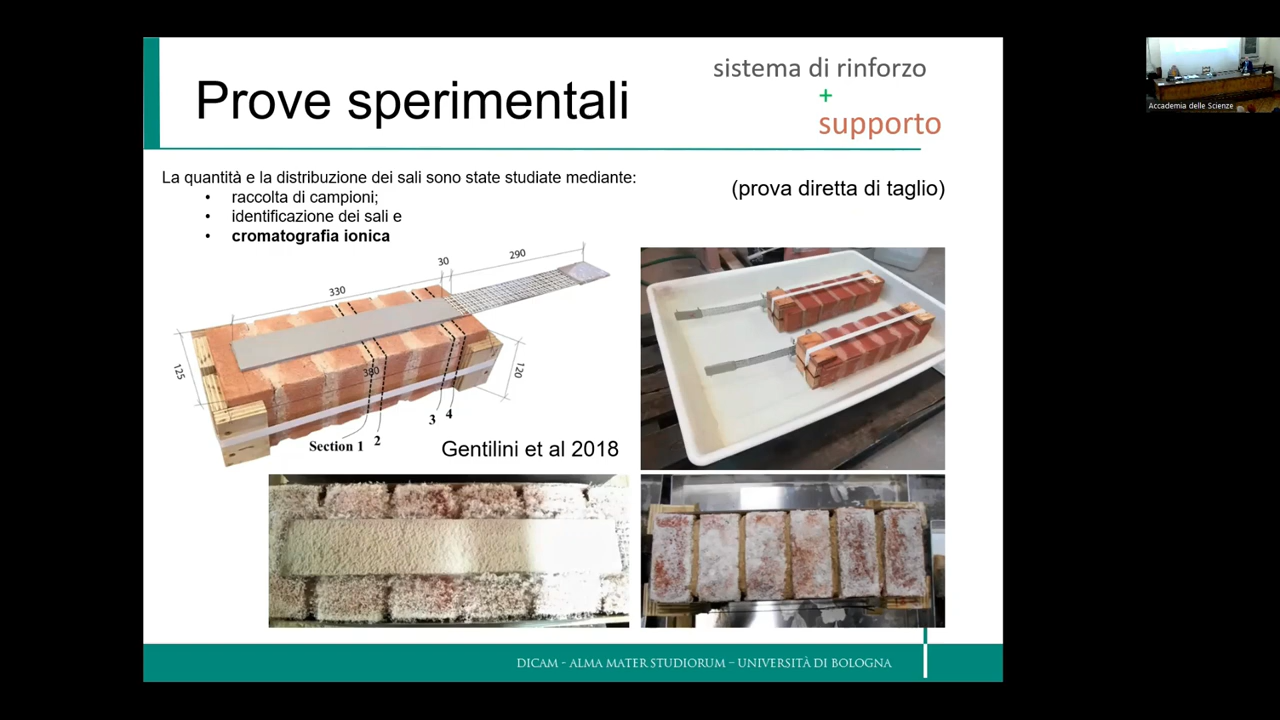 Prove sperimentali
sistema di rinforzo
+
supporto
La quantità e la distribuzione dei sali sono state studiate mediante:
• raccolta di campioni;
• identificazione dei sali e
• cromatografia ionica
(prova diretta di taglio)
290
30
330
125
380
120
3 4
Section 1 2
Gentilini et al 2018
DICAM - ALMA MATER STUDIORUM – UNIVERSITÀ DI BOLOGNA
Accademia delle Scienze